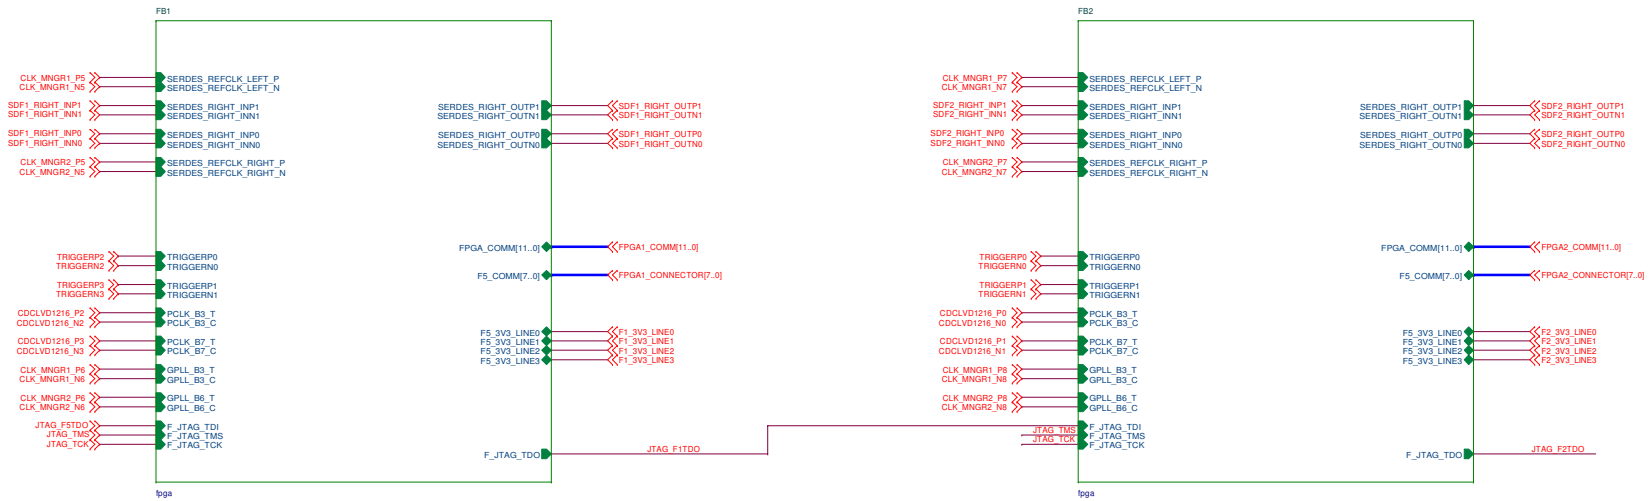 FB1
CLK_MNGR1_P5 SERDES_REFCLK_LEFT_P
CLK_MNGR1_N5 SERDES_REFCLK_LEFT_N
SDF1_RIGHT_INP1 SERDES_RIGHT_INP1 SERDES_RIGHT_OUTP1 SDF1_RIGHT_OUTP1
SDF1_RIGHT_INN1 SERDES_RIGHT_INN1 SERDES_RIGHT_OUTN1 SDF1_RIGHT_OUTN1
SDF1_RIGHT_INP0 SERDES_RIGHT_INP0 SERDES_RIGHT_OUTP0 SDF1_RIGHT_OUTP0
SDF1_RIGHT_INN0 SERDES_RIGHT_INN0 SERDES_RIGHT_OUTN0 SDF1_RIGHT_OUTN0
CLK_MNGR2_P5 SERDES_REFCLK_RIGHT_P
CLK_MNGR2_N5 SERDES_REFCLK_RIGHT_N
FPGA_COMM[11..0] FPGA1_COMM[11..0]
TRIGGERP2 TRIGGERP0
TRIGGERN2 TRIGGERN0
F5_COMM[7..0] FPGA1_CONNECTOR[7..0]
TRIGGERP3 TRIGGERP1
TRIGGERN3 TRIGGERN1
CDCLVD1216_P2 PCLK_B3_T
CDCLVD1216_N2 PCLK_B3_C
F5_3V3_LINE0 F1_3V3_LINE0
CDCLVD1216_P3 PCLK_B7_T F5_3V3_LINE1 F1_3V3_LINE1
CDCLVD1216_N3 PCLK_B7_C F5_3V3_LINE2 F1_3V3_LINE2
F5_3V3_LINE3 F1_3V3_LINE3
CLK_MNGR1_P6 GPLL_B3_T
CLK_MNGR1_N6 GPLL_B3_C
CLK_MNGR2_P6 GPLL_B6_T
CLK_MNGR2_N6 GPLL_B6_C
JTAG_F5TDO F_JTAG_TDI
JTAG_TMS F_JTAG_TMS
JTAG_TCK F_JTAG_TCK
F_JTAG_TDO JTAG_F1TDO
fpga
FB2
CLK_MNGR1_P7 SERDES_REFCLK_LEFT_P
CLK_MNGR1_N7 SERDES_REFCLK_LEFT_N
SDF2_RIGHT_INP1 SERDES_RIGHT_INP1 SERDES_RIGHT_OUTP1 SDF2_RIGHT_OUTP1
SDF2_RIGHT_INN1 SERDES_RIGHT_INN1 SERDES_RIGHT_OUTN1 SDF2_RIGHT_OUTN1
SDF2_RIGHT_INP0 SERDES_RIGHT_INP0 SERDES_RIGHT_OUTP0 SDF2_RIGHT_OUTP0
SDF2_RIGHT_INN0 SERDES_RIGHT_INN0 SERDES_RIGHT_OUTN0 SDF2_RIGHT_OUTN0
CLK_MNGR2_P7 SERDES_REFCLK_RIGHT_P
CLK_MNGR2_N7 SERDES_REFCLK_RIGHT_N
FPGA_COMM[11..0] FPGA2_COMM[11..0]
TRIGGERP0 TRIGGERP0
TRIGGERN0 TRIGGERN0
F5_COMM[7..0] FPGA2_CONNECTOR[7..0]
TRIGGERP1 TRIGGERP1
TRIGGERN1 TRIGGERN1
CDCLVD1216_P0 PCLK_B3_T
CDCLVD1216_N0 PCLK_B3_C
F5_3V3_LINE0 F2_3V3_LINE0
CDCLVD1216_P1 PCLK_B7_T F5_3V3_LINE1 F2_3V3_LINE1
CDCLVD1216_N1 PCLK_B7_C F5_3V3_LINE2 F2_3V3_LINE2
F5_3V3_LINE3 F2_3V3_LINE3
CLK_MNGR1_P8 GPLL_B3_T
CLK_MNGR1_N8 GPLL_B3_C
CLK_MNGR2_P8 GPLL_B6_T
CLK_MNGR2_N8 GPLL_B6_C
F_JTAG_TDI
JTAG_TMS F_JTAG_TMS
JTAG_TCK F_JTAG_TCK
F_JTAG_TDO JTAG_F2TDO
fpga